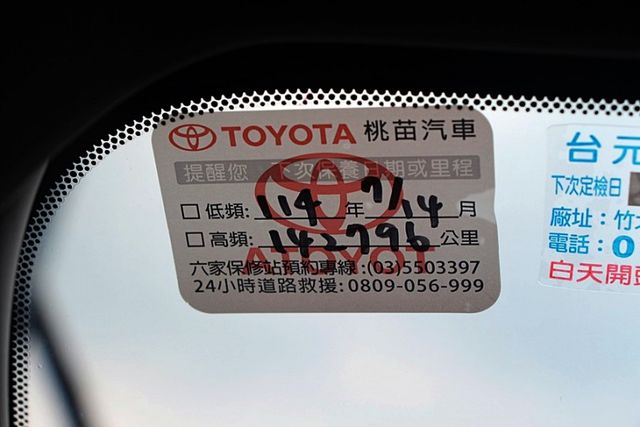 TOYOTA 桃苗汽車
提醒您 下次保養日期或里程
低頻: 114 年 7/14 月
高頻: 142796 公里
六家保修站預約專線:(03)5503397
24小時道路救援:0809-056-999
台元
下次定檢日
廠址：竹
電話：0
白天開頭